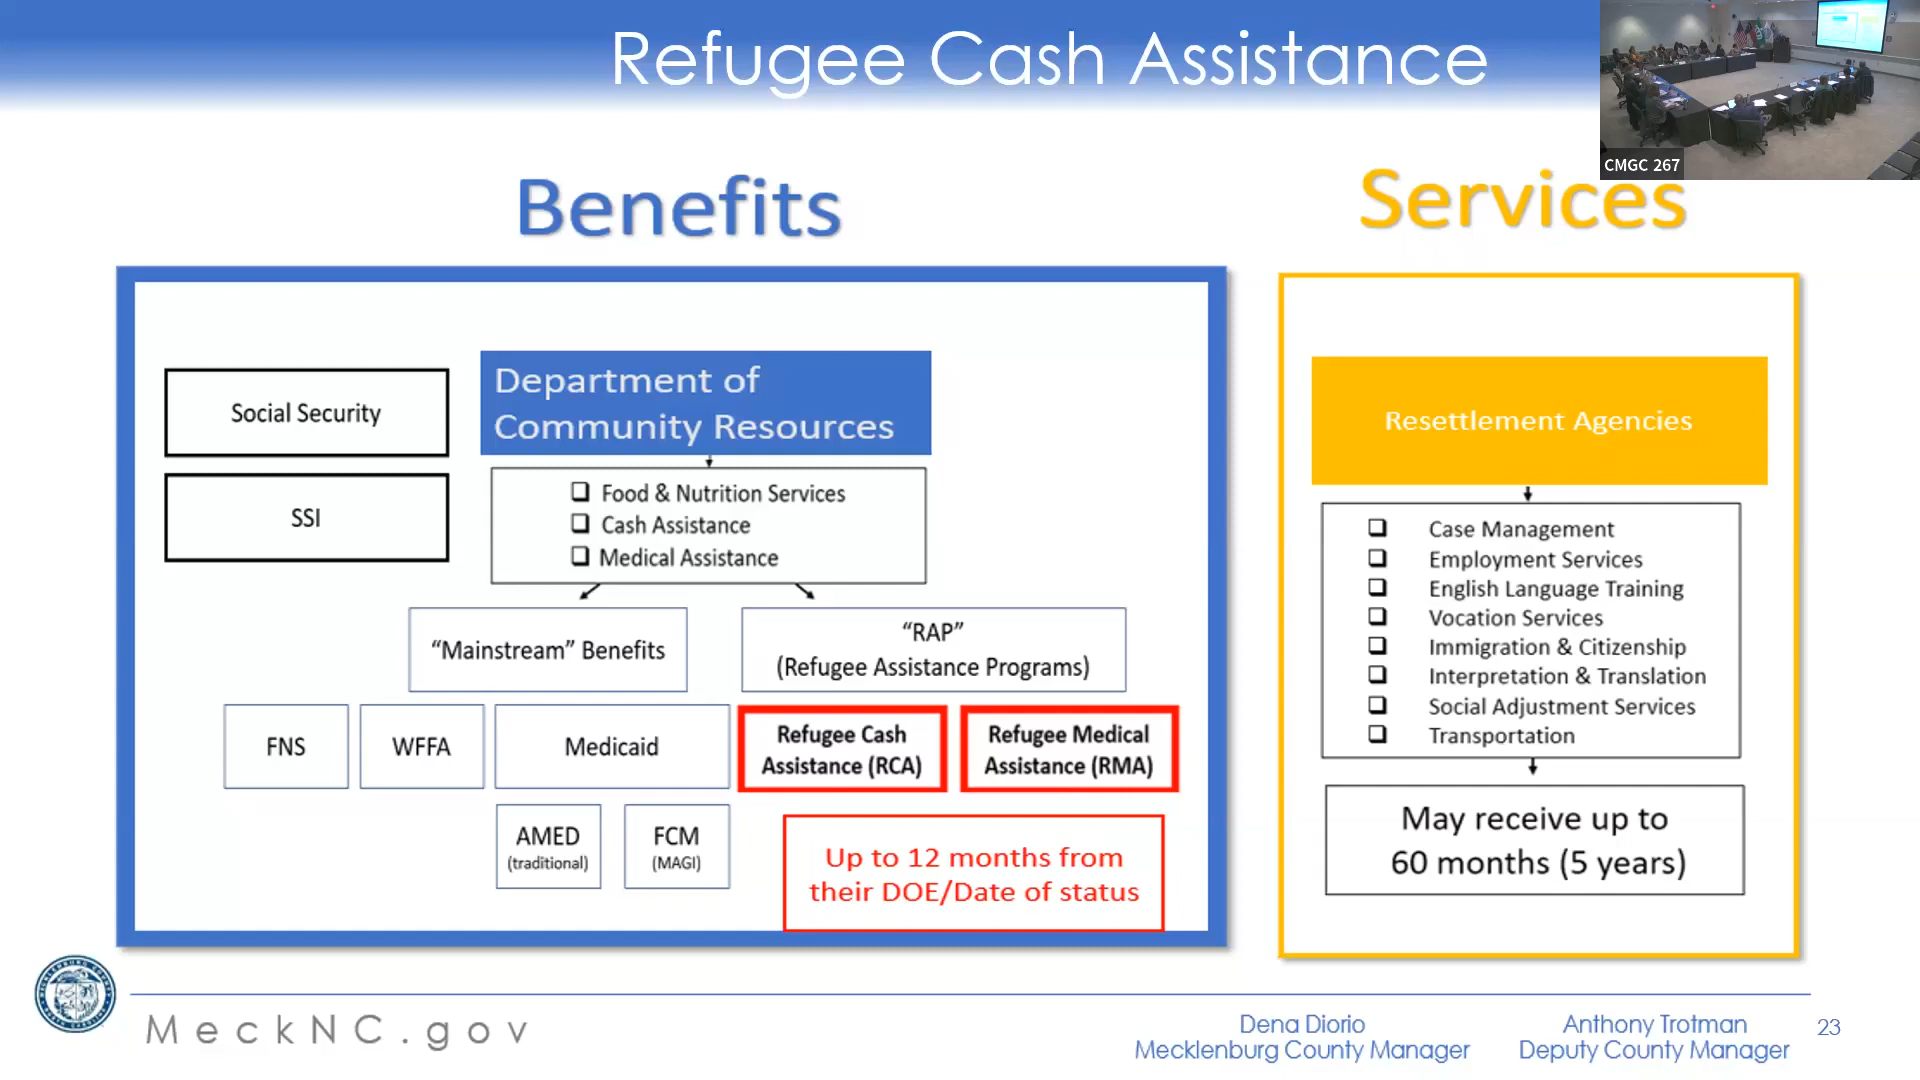 Refugee Cash Assistance
CMGC 267
Benefits
Services
Social Security
SSI
Department of
Community Resources
❑ Food & Nutrition Services
❑ Cash Assistance
❑ Medical Assistance
“Mainstream” Benefits
“RAP”
(Refugee Assistance Programs)
FNS
WFFA
Medicaid
Refugee Cash
Assistance (RCA)
Refugee Medical
Assistance (RMA)
AMED
(traditional)
FCM
(MAGI)
Up to 12 months from
their DOE/Date of status
Resettlement Agencies
❑ Case Management
❑ Employment Services
❑ English Language Training
❑ Vocation Services
❑ Immigration & Citizenship
❑ Interpretation & Translation
❑ Social Adjustment Services
❑ Transportation
May receive up to
60 months (5 years)
MeckNC.gov
Dena Diorio
Mecklenburg County Manager
Anthony Trotman
Deputy County Manager
23